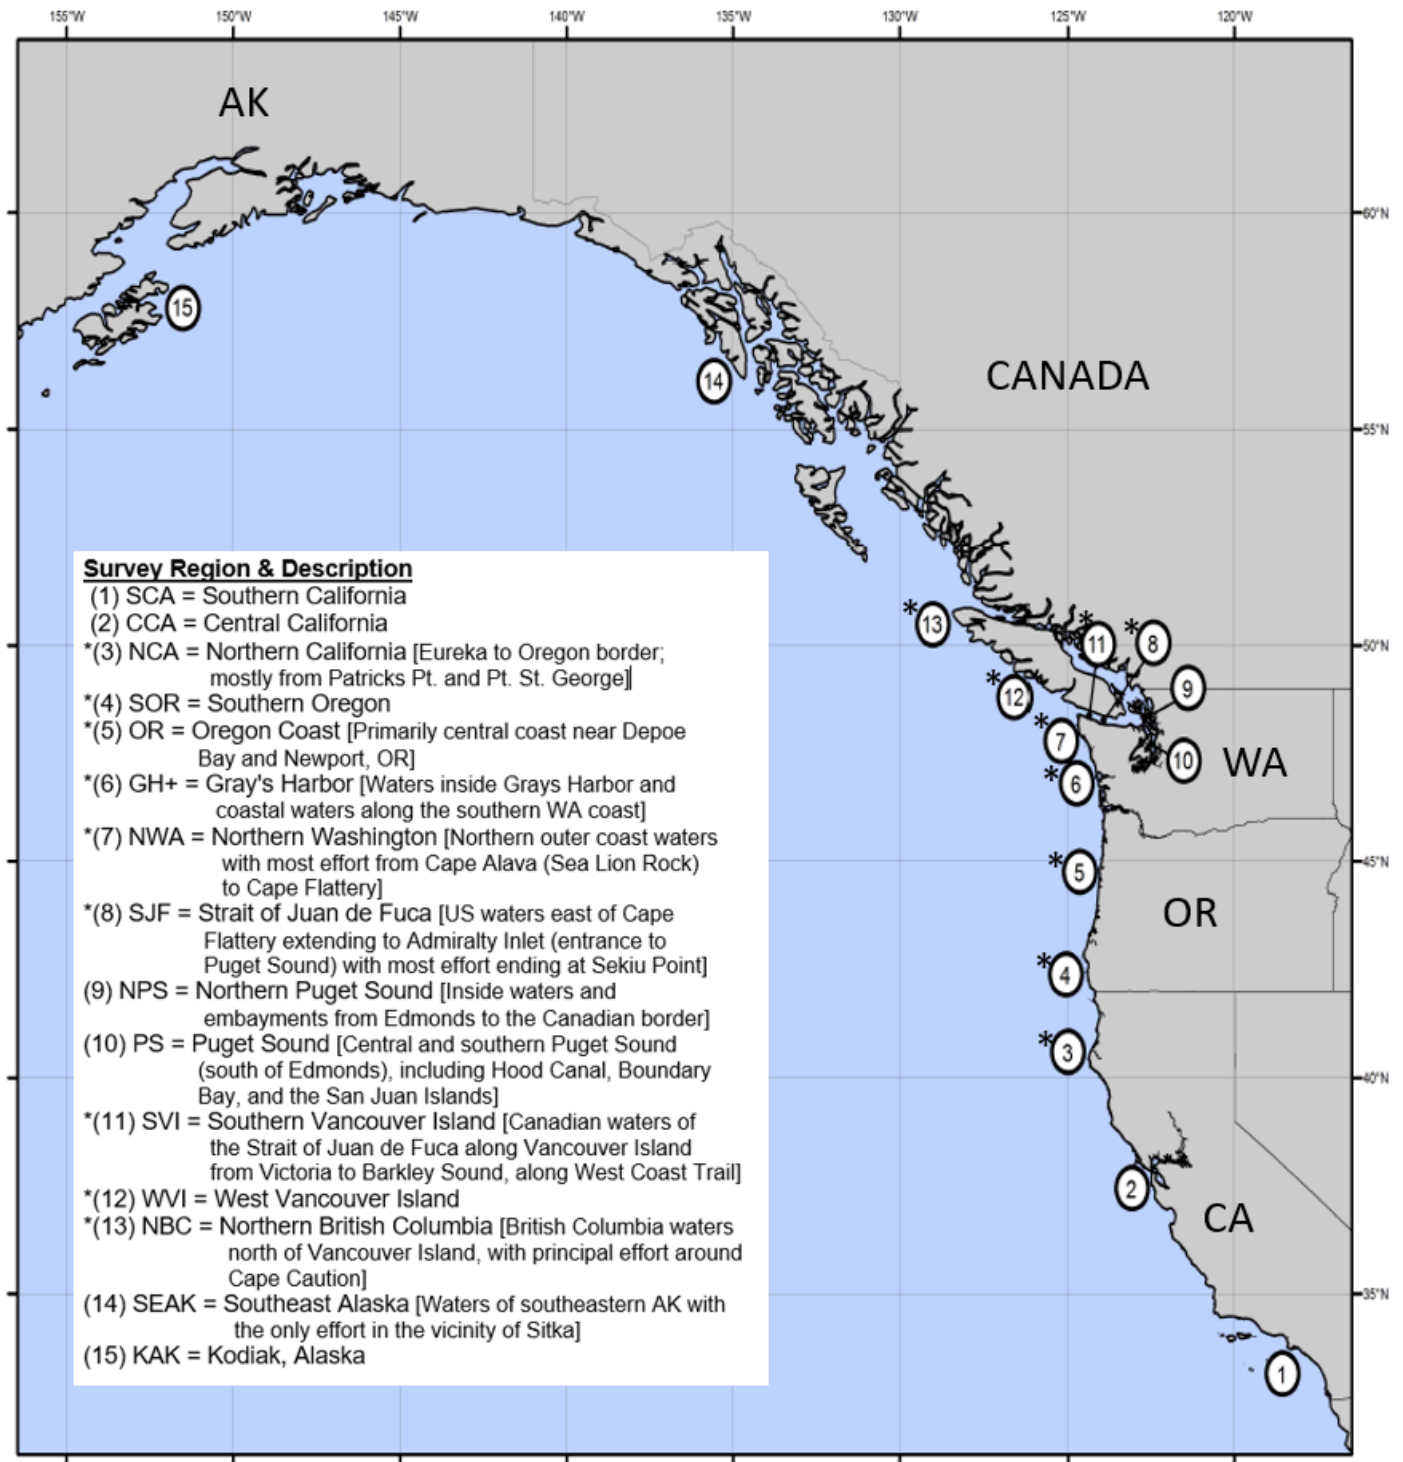 155°W 150°W 145°W 140°W 135°W 130°W 125°W 120°W
AK
60°N
15
CANADA
14
55°N
Survey Region & Description
(1) SCA = Southern California
(2) CCA = Central California
*(3) NCA = Northern California [Eureka to Oregon border;
mostly from Patricks Pt. and Pt. St. George]
*(4) SOR = Southern Oregon
*(5) OR = Oregon Coast [Primarily central coast near Depoe
Bay and Newport, OR]
*(6) GH+ = Gray's Harbor [Waters inside Grays Harbor and
coastal waters along the southern WA coast]
*(7) NWA = Northern Washington [Northern outer coast waters
with most effort from Cape Alava (Sea Lion Rock)
to Cape Flattery]
*(8) SJF = Strait of Juan de Fuca [US waters east of Cape
Flattery extending to Admiralty Inlet (entrance to
Puget Sound) with most effort ending at Sekiu Point]
(9) NPS = Northern Puget Sound [Inside waters and
embayments from Edmonds to the Canadian border]
(10) PS = Puget Sound [Central and southern Puget Sound
(south of Edmonds), including Hood Canal, Boundary
Bay, and the San Juan Islands]
*(11) SVI = Southern Vancouver Island [Canadian waters of
the Strait of Juan de Fuca along Vancouver Island
from Victoria to Barkley Sound, along West Coast Trail]
*(12) WVI = West Vancouver Island
*(13) NBC = Northern British Columbia [British Columbia waters
north of Vancouver Island, with principal effort around
Cape Caution]
(14) SEAK = Southeast Alaska [Waters of southeastern AK with
the only effort in the vicinity of Sitka]
(15) KAK = Kodiak, Alaska
*13
*11
*8
50°N
*12
9
*7
10
WA
*6
45°N
*5
OR
*4
*3
40°N
2
CA
35°N
1